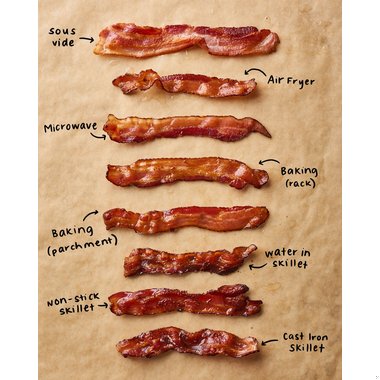 sous
vide
Air Fryer
Microwave
Baking
(rack)
Baking
(parchment)
water in
skillet
non-stick
skillet
cast iron
skillet